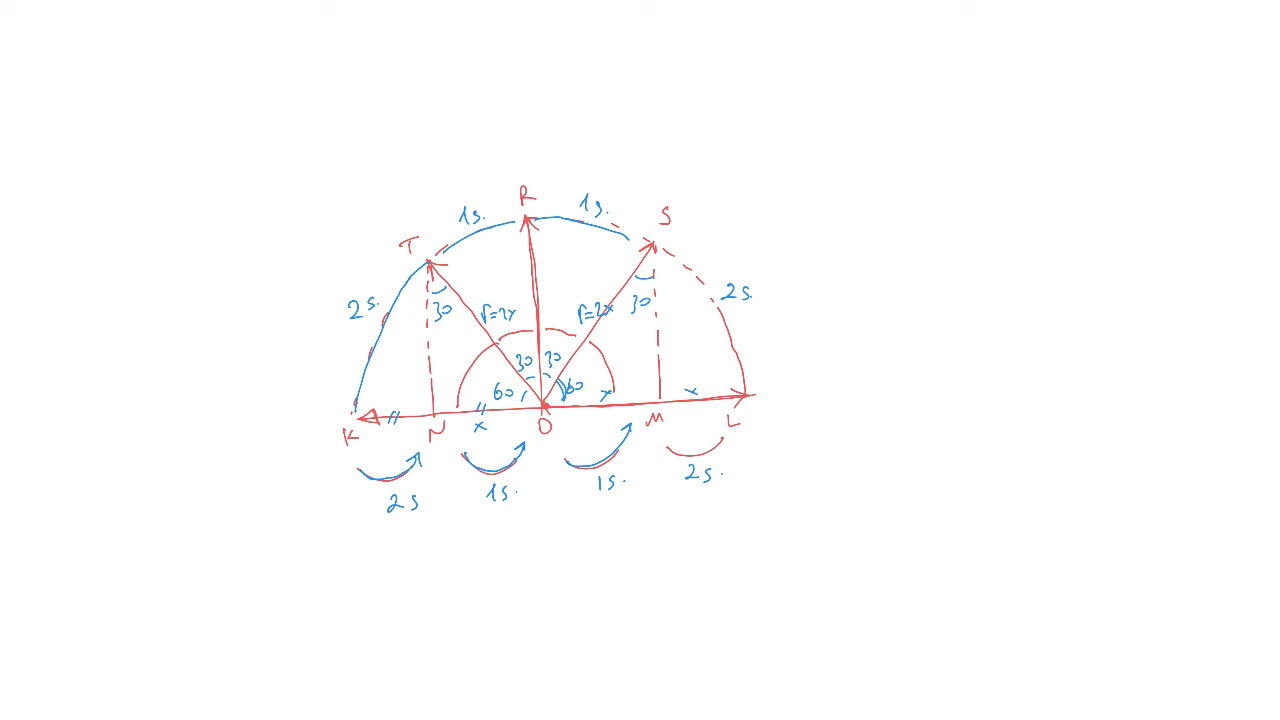 R
1s. 1s.
T S
2s. 30 r=2x r=2x 30 2s.
30 30
60 60 x x
K N x O M L
2s 1s. 1s. 2s.